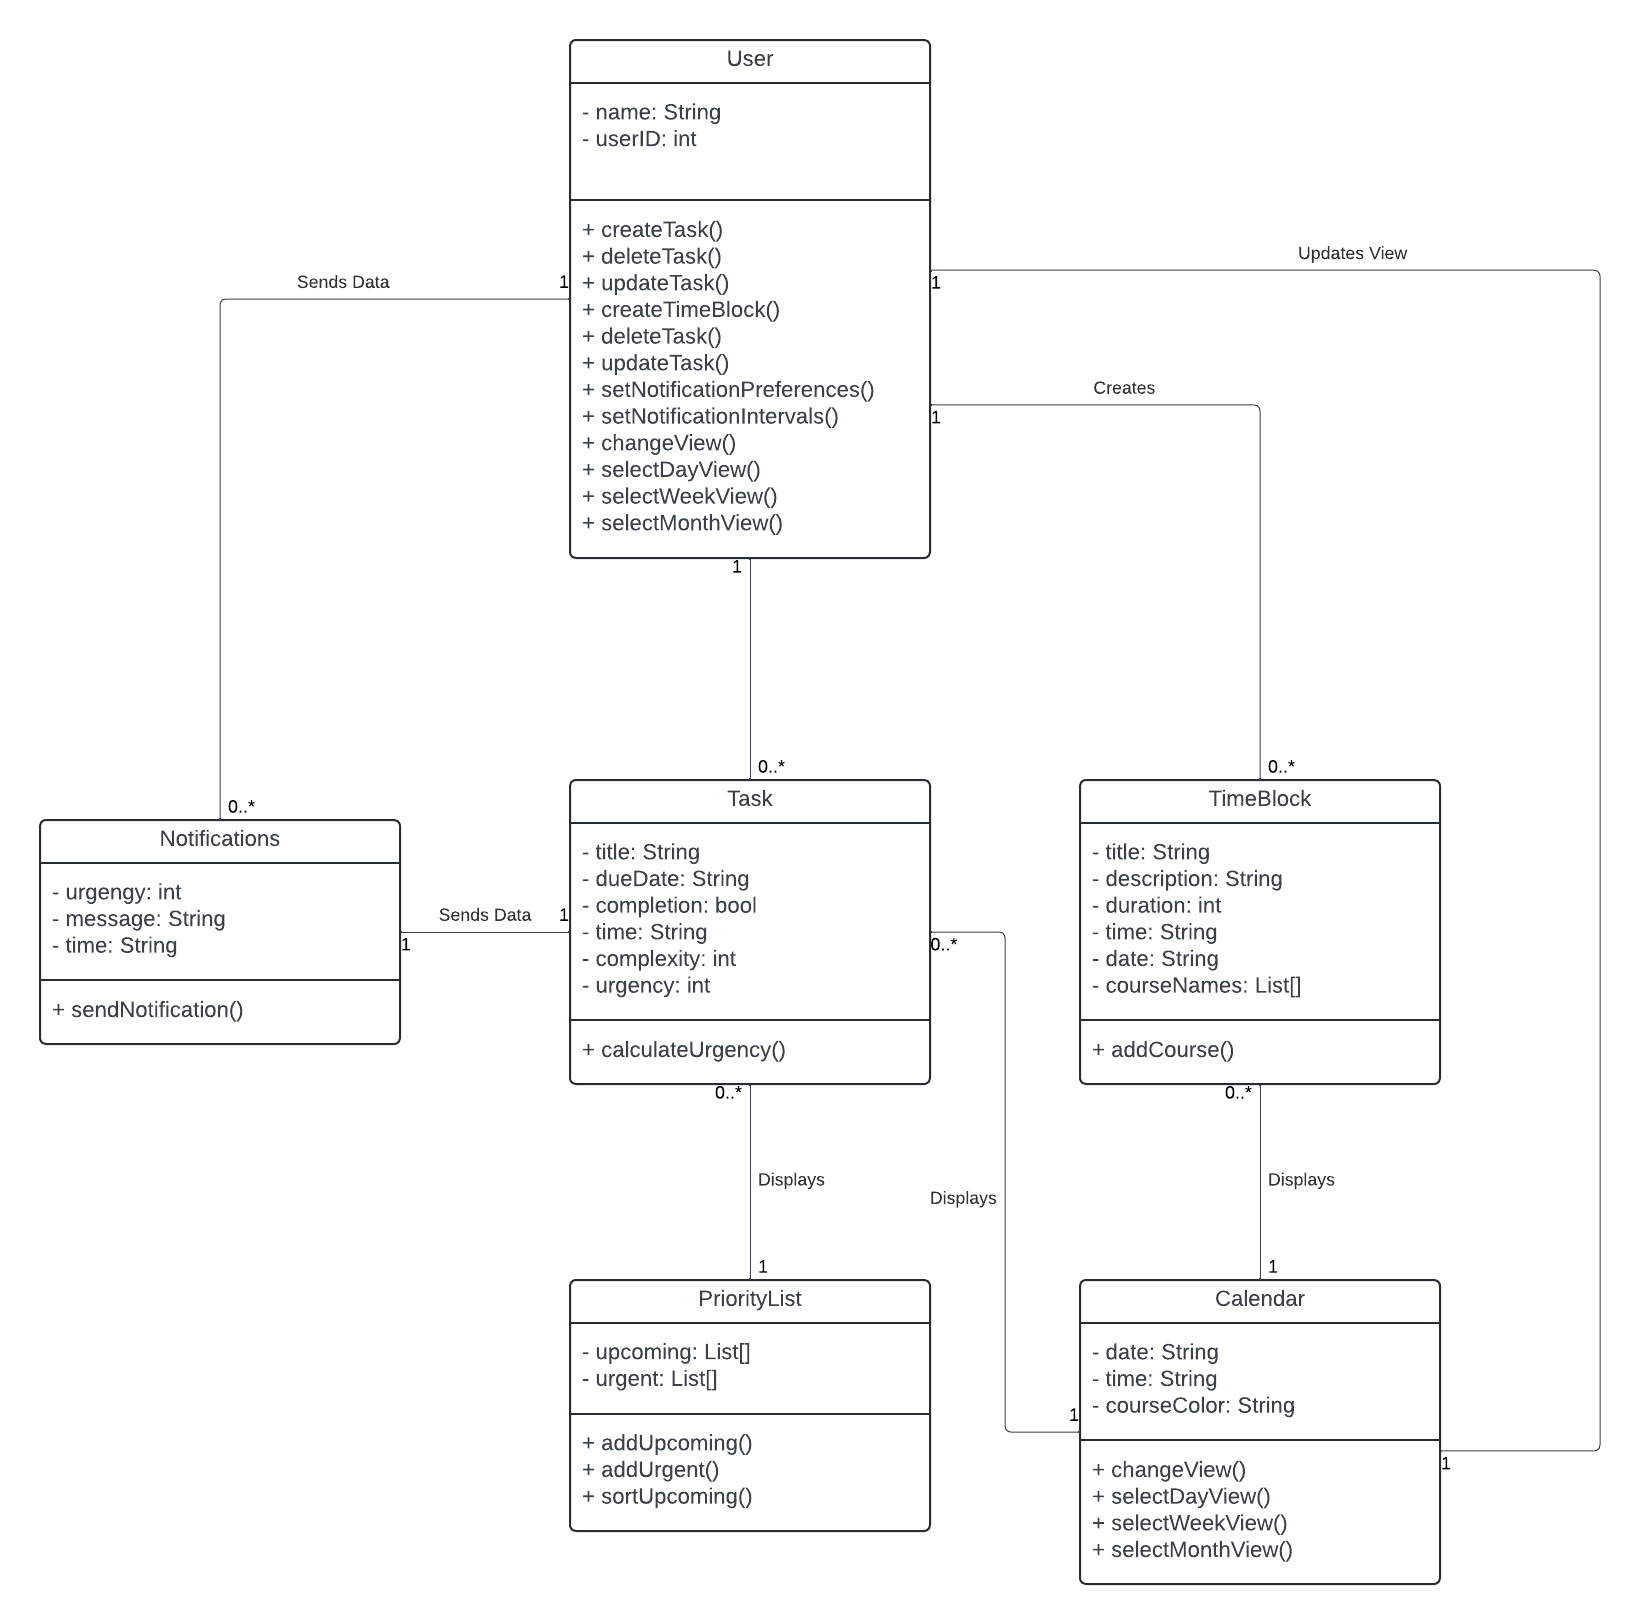 User
- name: String
- userID: int
+ createTask()
+ deleteTask()
+ updateTask()
+ createTimeBlock()
+ deleteTask()
+ updateTask()
+ setNotificationPreferences()
+ setNotificationIntervals()
+ changeView()
+ selectDayView()
+ selectWeekView()
+ selectMonthView()
Sends Data
1
Updates View
1
Creates
1
1
0..*
0..*
0..*
Notifications
- urgengy: int
- message: String
- time: String
+ sendNotification()
Sends Data
1
1
Task
- title: String
- dueDate: String
- completion: bool
- time: String
- complexity: int
- urgency: int
+ calculateUrgency()
0..*
0..*
TimeBlock
- title: String
- description: String
- duration: int
- time: String
- date: String
- courseNames: List[]
+ addCourse()
0..*
Displays
Displays
Displays
1
1
PriorityList
- upcoming: List[]
- urgent: List[]
+ addUpcoming()
+ addUrgent()
+ sortUpcoming()
1
Calendar
- date: String
- time: String
- courseColor: String
+ changeView()
+ selectDayView()
+ selectWeekView()
+ selectMonthView()
1